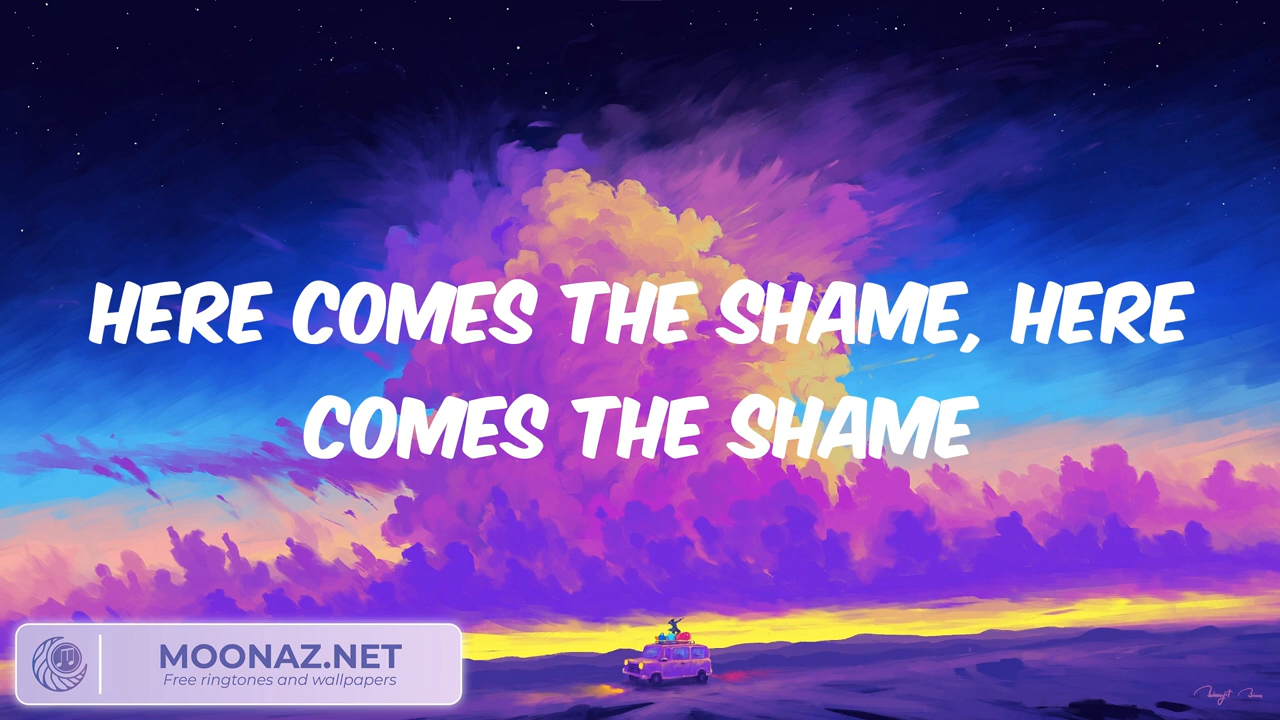 HERE COMES THE SHAME, HERE
COMES THE SHAME
MOONAZ.NET
Free ringtones and wallpapers